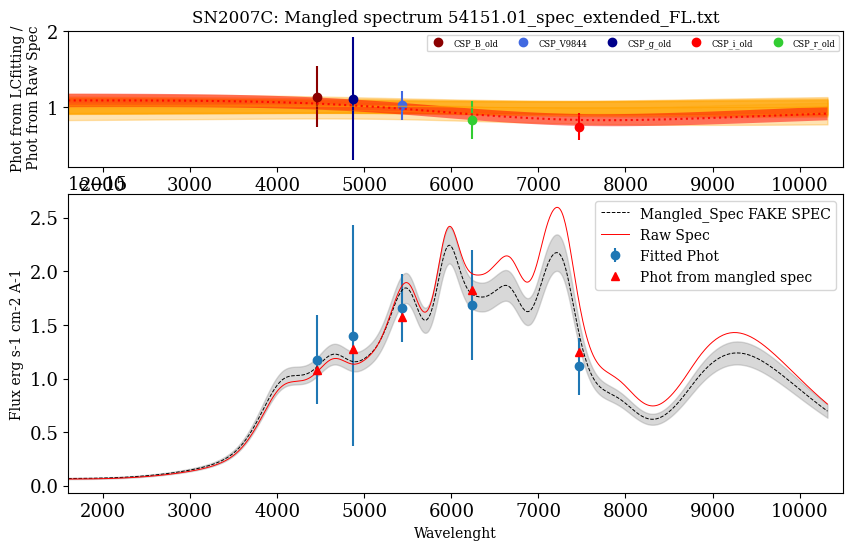 SN2007C: Mangled spectrum 54151.01_spec_extended_FL.txt
Phot from LCfitting /
Phot from Raw Spec
2
1
CSP_B_old CSP_V9844 CSP_g_old CSP_i_old CSP_r_old
2000 3000 4000 5000 6000 7000 8000 9000 10000
1e−15
Flux erg s-1 cm-2 A-1
2.5
2.0
1.5
1.0
0.5
0.0
Mangled_Spec FAKE SPEC
Raw Spec
Fitted Phot
Phot from mangled spec
2000 3000 4000 5000 6000 7000 8000 9000 10000
Wavelenght